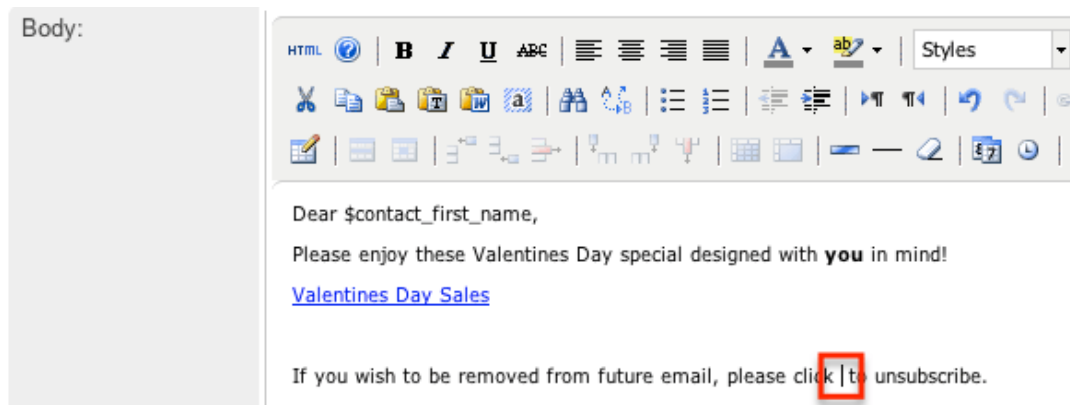 Body:
HTML B I U ABC A ab Styles
Dear $contact_first_name,
Please enjoy these Valentines Day special designed with you in mind!
Valentines Day Sales
If you wish to be removed from future email, please click to unsubscribe.